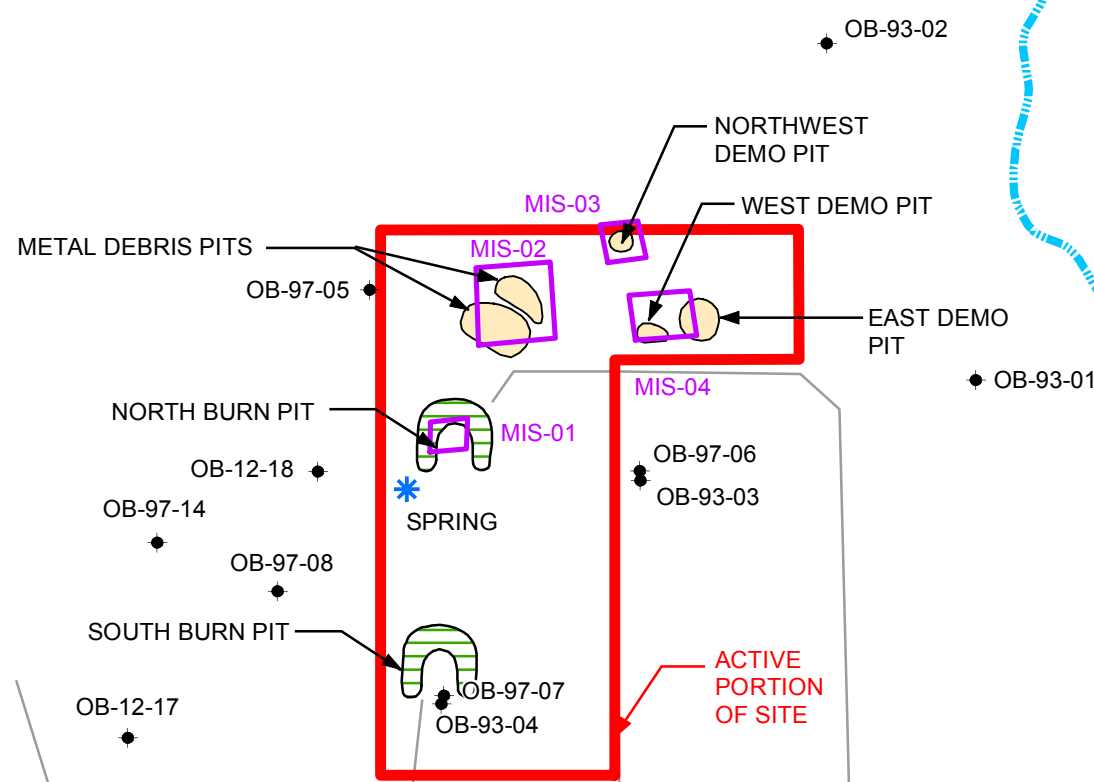 OB-93-02
NORTHWEST
DEMO PIT
MIS-03
WEST DEMO PIT
METAL DEBRIS PITS
MIS-02
OB-97-05
EAST DEMO
PIT
OB-93-01
MIS-04
NORTH BURN PIT
MIS-01
OB-12-18
OB-97-06
OB-93-03
SPRING
OB-97-14
OB-97-08
SOUTH BURN PIT
ACTIVE
PORTION
OF SITE
OB-97-07
OB-93-04
OB-12-17